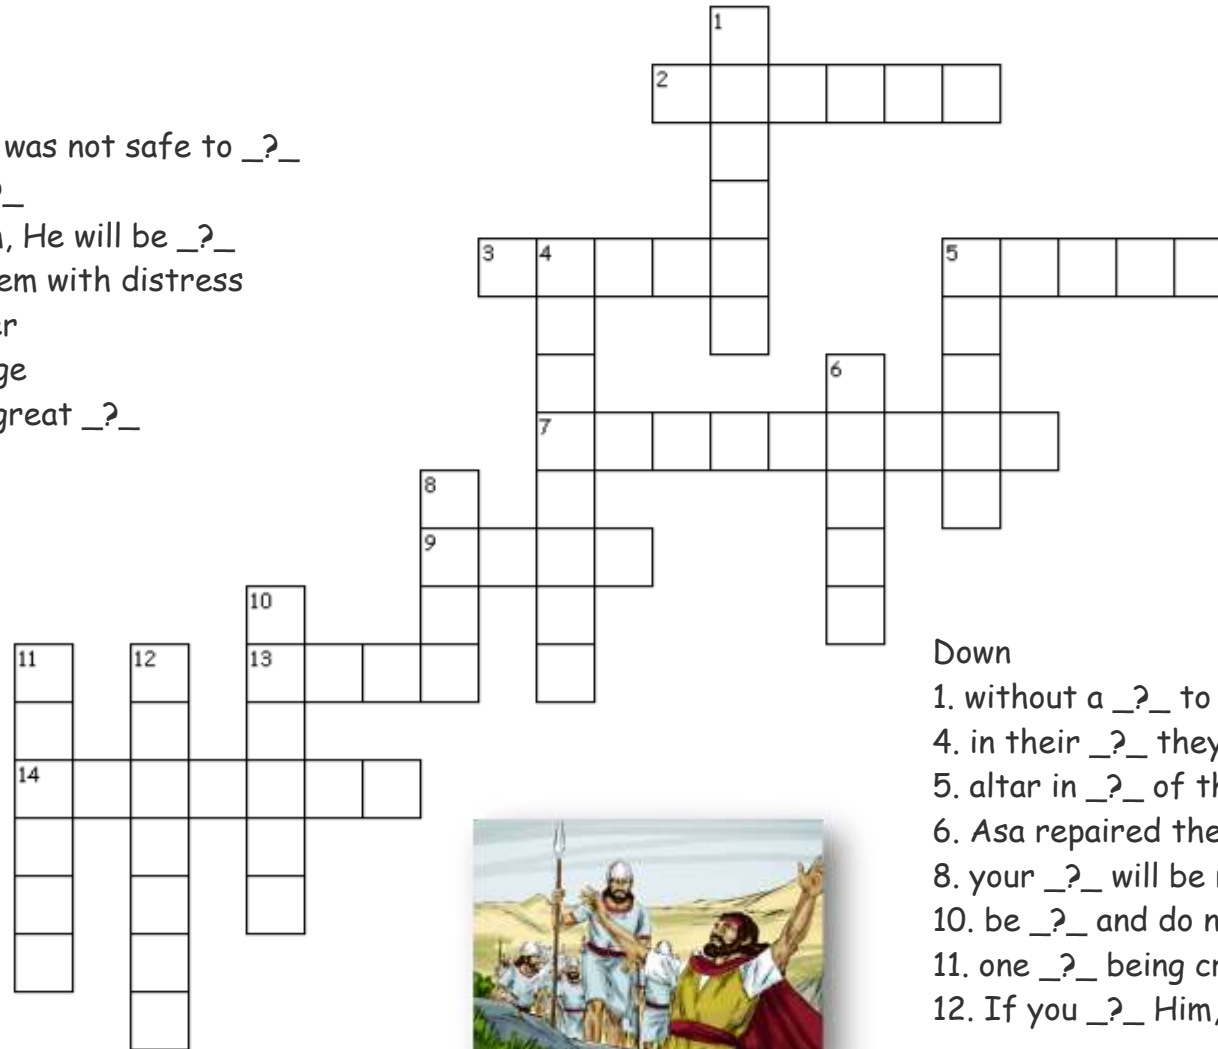 1
2
was not safe to _?_
?_
, He will be _?_
em with distress
er
ge
great _?_
3
4
5
6
7
8
9
10
11
12
13
14
Down
1. without a _?_ to
4. in their _?_ they
5. altar in _?_ of th
6. Asa repaired the
8. your _?_ will be r
10. be _?_ and do n
11. one _?_ being cr
12. If you _?_ Him,